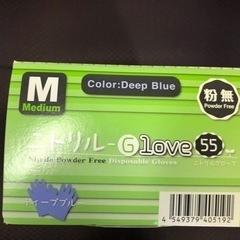 M
Medium
Color:Deep Blue
粉無
Powder Free
ニトリル-Glove 55
Nitrile Powder Free Disposable Gloves
ニトリルグローブ
ディープブルー
4 549379 405192